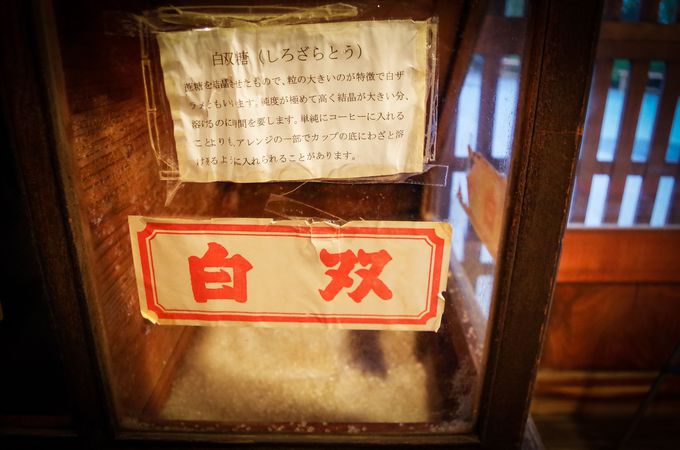 白双糖（しろざらとう）
蔗糖を結晶させたもので、粒の大きいのが特徴で白ザ
ラメともいいます。純度が極めて高く結晶が大きい分、
溶けるのに時間を要します。単純にコーヒーに入れる
ことより、アレンジの一部でカップの底にわざと溶
け残るように入れられることがあります。
白双